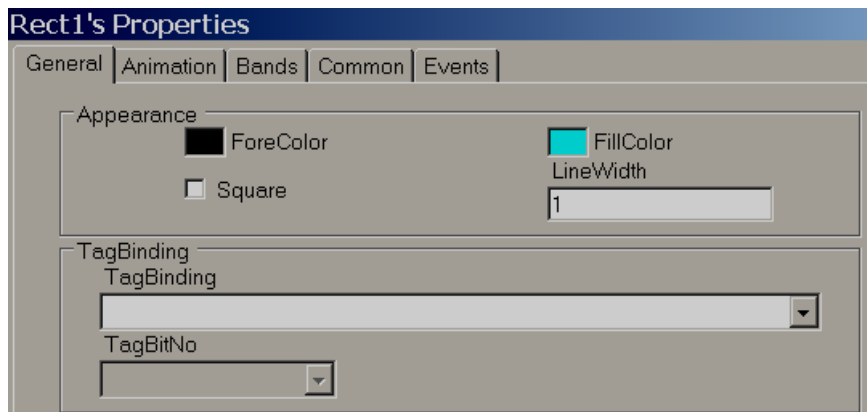 Rect1's Properties
General Animation Bands Common Events
Appearance
ForeColor FillColor
Square LineWidth
1
TagBinding
TagBinding
TagBitNo